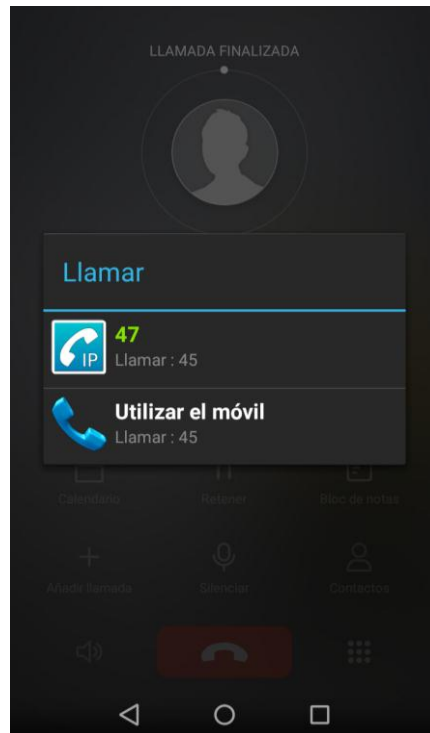 LLAMADA FINALIZADA
Llamar
IP
47
Llamar : 45
Utilizar el móvil
Llamar : 45
Calendario
Retener
Bloc de notas
Añadir llamada
Silenciar
Contactos